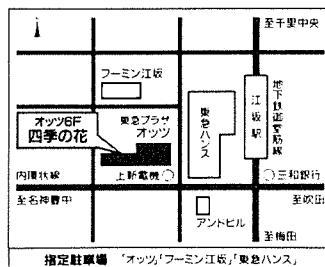 至千里中央
フーミン江坂
オッツ6F
四季の花
東急プラザ
オッツ
東急ハンズ
江坂駅
地下鉄御堂筋線
内環状線
上新電機
三和銀行
至名神豊中
至吹田
アンドビル
至梅田
指定駐車場 「オッツ」「フーミン江坂」「東急ハンズ」